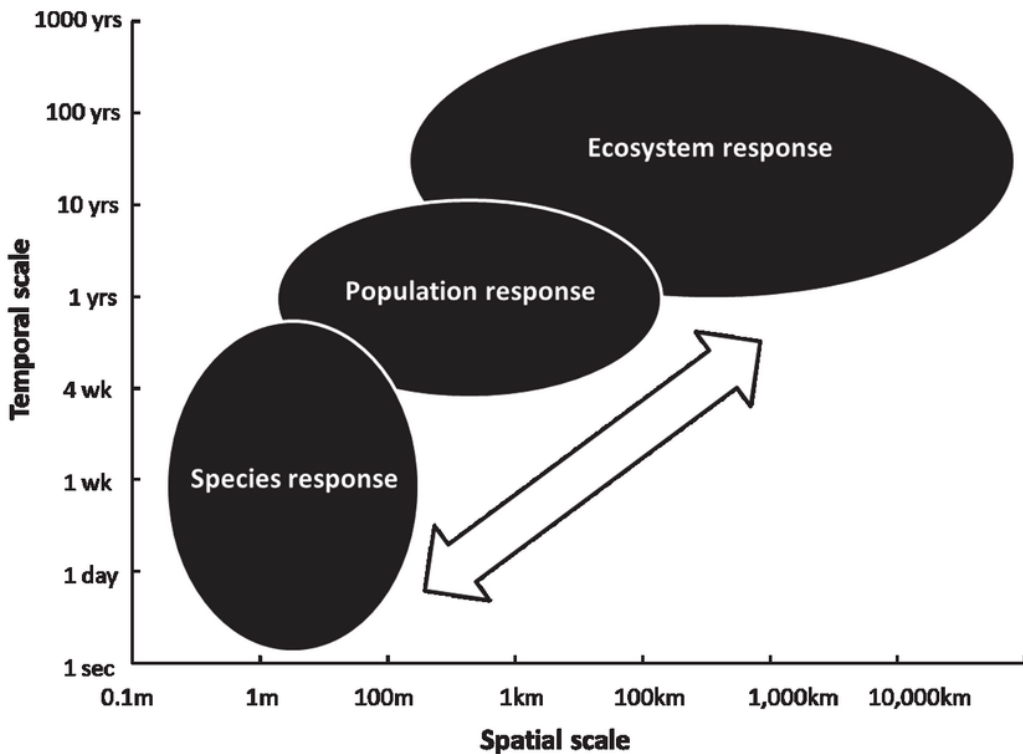 1000 yrs
100 yrs
10 yrs
1 yrs
4 wk
1 wk
1 day
1 sec
Temporal scale
Ecosystem response
Population response
Species response
0.1m 1m 100m 1km 100km 1,000km 10,000km
Spatial scale